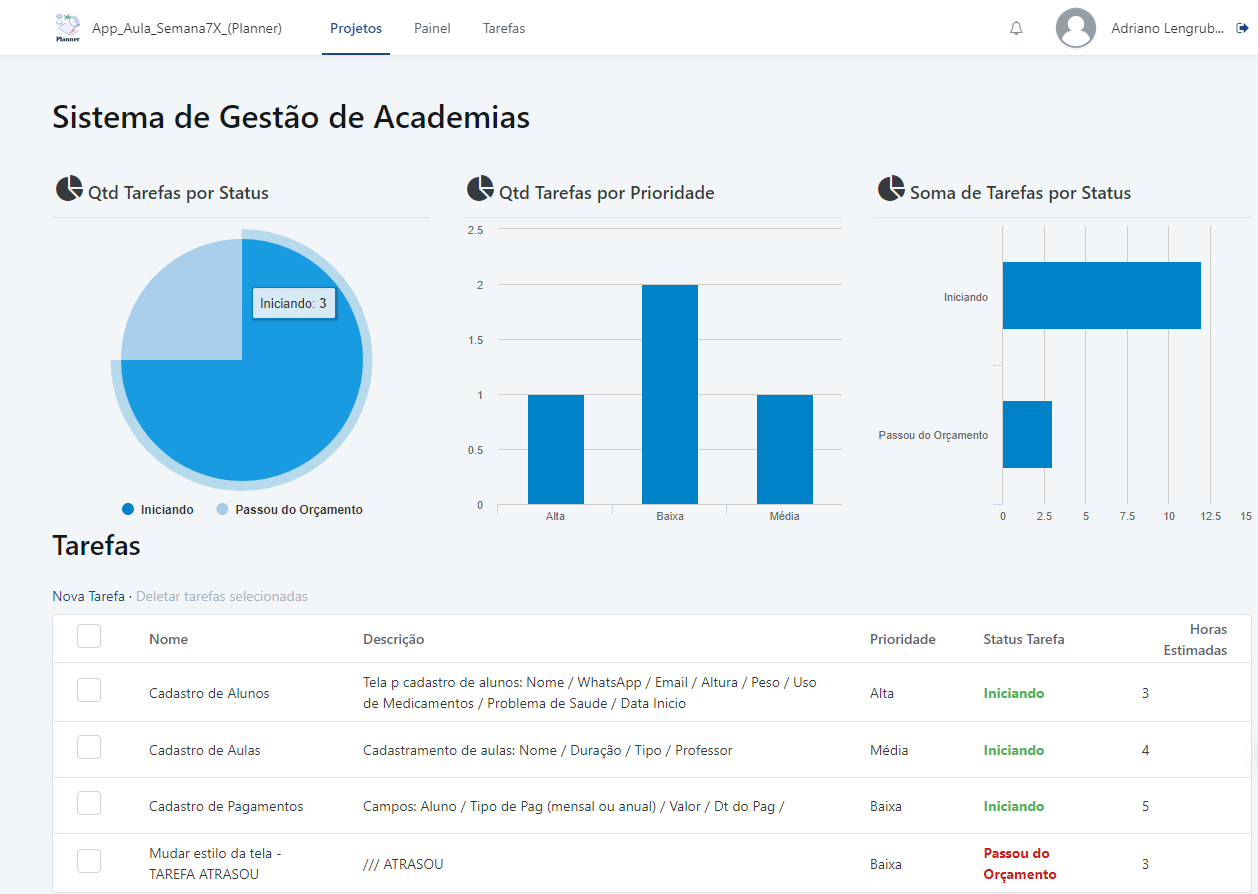 Planner
App_Aula_Semana7X_(Planner)
Projetos
Painel
Tarefas
Adriano Lengrub...
Sistema de Gestão de Academias
Qtd Tarefas por Status
Iniciando: 3
Iniciando
Passou do Orçamento
Qtd Tarefas por Prioridade
2.5
2
1.5
1
0.5
0
Alta
Baixa
Média
Soma de Tarefas por Status
Iniciando
Passou do Orçamento
0
2.5
5
7.5
10
12.5
15
Tarefas
Nova Tarefa · Deletar tarefas selecionadas
Nome
Descrição
Prioridade
Status Tarefa
Horas
Estimadas
Cadastro de Alunos
Tela p cadastro de alunos: Nome / WhatsApp / Email / Altura / Peso / Uso
de Medicamentos / Problema de Saude / Data Inicio
Alta
Iniciando
3
Cadastro de Aulas
Cadastramento de aulas: Nome / Duração / Tipo / Professor
Média
Iniciando
4
Cadastro de Pagamentos
Campos: Aluno / Tipo de Pag (mensal ou anual) / Valor / Dt do Pag /
Baixa
Iniciando
5
Mudar estilo da tela -
TAREFA ATRASOU
/// ATRASOU
Baixa
Passou do
Orçamento
3